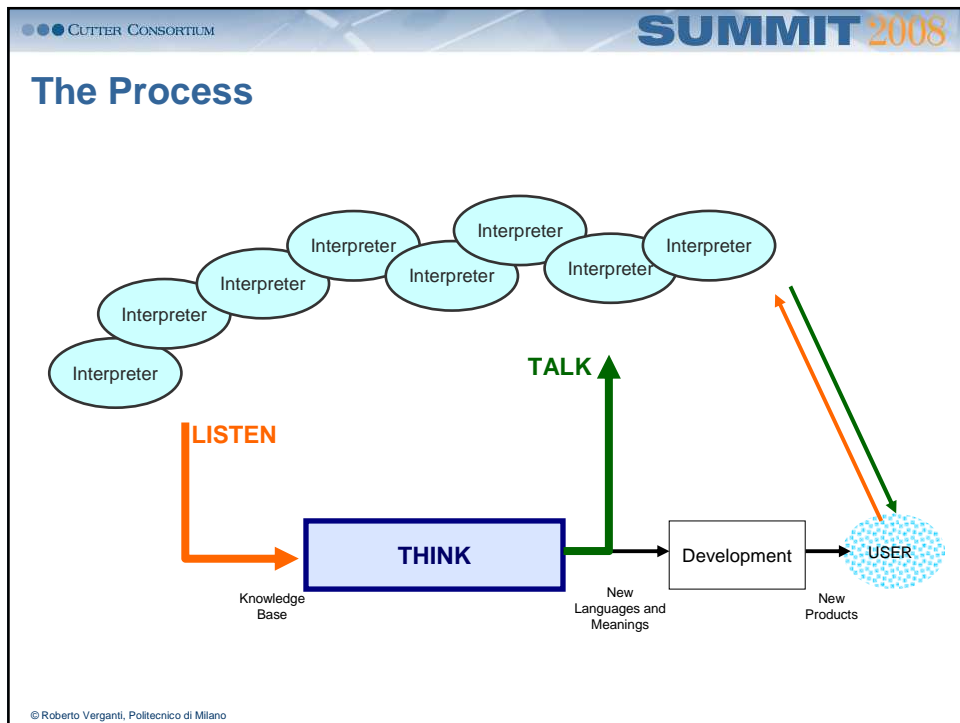 CUTTER CONSORTIUM
SUMMIT 2008
The Process
Interpreter
Interpreter
Interpreter
Interpreter
Interpreter
Interpreter
Interpreter
Interpreter
TALK
LISTEN
THINK
Development
USER
Knowledge
Base
New
Languages and
Meanings
New
Products
© Roberto Verganti, Politecnico di Milano